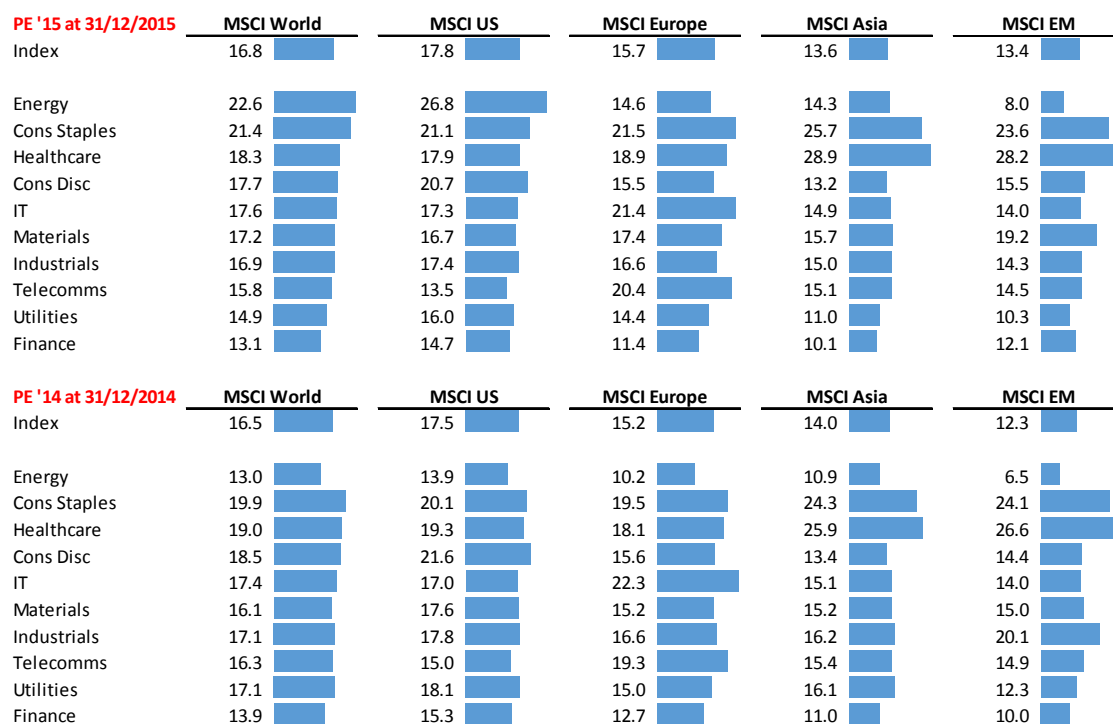 PE '15 at 31/12/2015 MSCI World MSCI US MSCI Europe MSCI Asia MSCI EM
Index 16.8 17.8 15.7 13.6 13.4
Energy 22.6 26.8 14.6 14.3 8.0
Cons Staples 21.4 21.1 21.5 25.7 23.6
Healthcare 18.3 17.9 18.9 28.9 28.2
Cons Disc 17.7 20.7 15.5 13.2 15.5
IT 17.6 17.3 21.4 14.9 14.0
Materials 17.2 16.7 17.4 15.7 19.2
Industrials 16.9 17.4 16.6 15.0 14.3
Telecomms 15.8 13.5 20.4 15.1 14.5
Utilities 14.9 16.0 14.4 11.0 10.3
Finance 13.1 14.7 11.4 10.1 12.1
PE '14 at 31/12/2014 MSCI World MSCI US MSCI Europe MSCI Asia MSCI EM
Index 16.5 17.5 15.2 14.0 12.3
Energy 13.0 13.9 10.2 10.9 6.5
Cons Staples 19.9 20.1 19.5 24.3 24.1
Healthcare 19.0 19.3 18.1 25.9 26.6
Cons Disc 18.5 21.6 15.6 13.4 14.4
IT 17.4 17.0 22.3 15.1 14.0
Materials 16.1 17.6 15.2 15.2 15.0
Industrials 17.1 17.8 16.6 16.2 20.1
Telecomms 16.3 15.0 19.3 15.4 14.9
Utilities 17.1 18.1 15.0 16.1 12.3
Finance 13.9 15.3 12.7 11.0 10.0